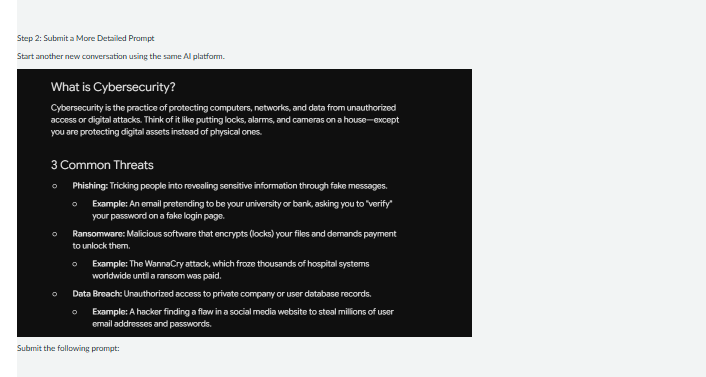 Step 2: Submit a More Detailed Prompt
Start another new conversation using the same AI platform.
What is Cybersecurity?
Cybersecurity is the practice of protecting computers, networks, and data from unauthorized
access or digital attacks. Think of it like putting locks, alarms, and cameras on a house—except
you are protecting digital assets instead of physical ones.
3 Common Threats
○ Phishing: Tricking people into revealing sensitive information through fake messages.
○ Example: An email pretending to be your university or bank, asking you to "verify"
your password on a fake login page.
○ Ransomware: Malicious software that encrypts (locks) your files and demands payment
to unlock them.
○ Example: The WannaCry attack, which froze thousands of hospital systems
worldwide until a ransom was paid.
○ Data Breach: Unauthorized access to private company or user database records.
○ Example: A hacker finding a flaw in a social media website to steal millions of user
email addresses and passwords.
Submit the following prompt: